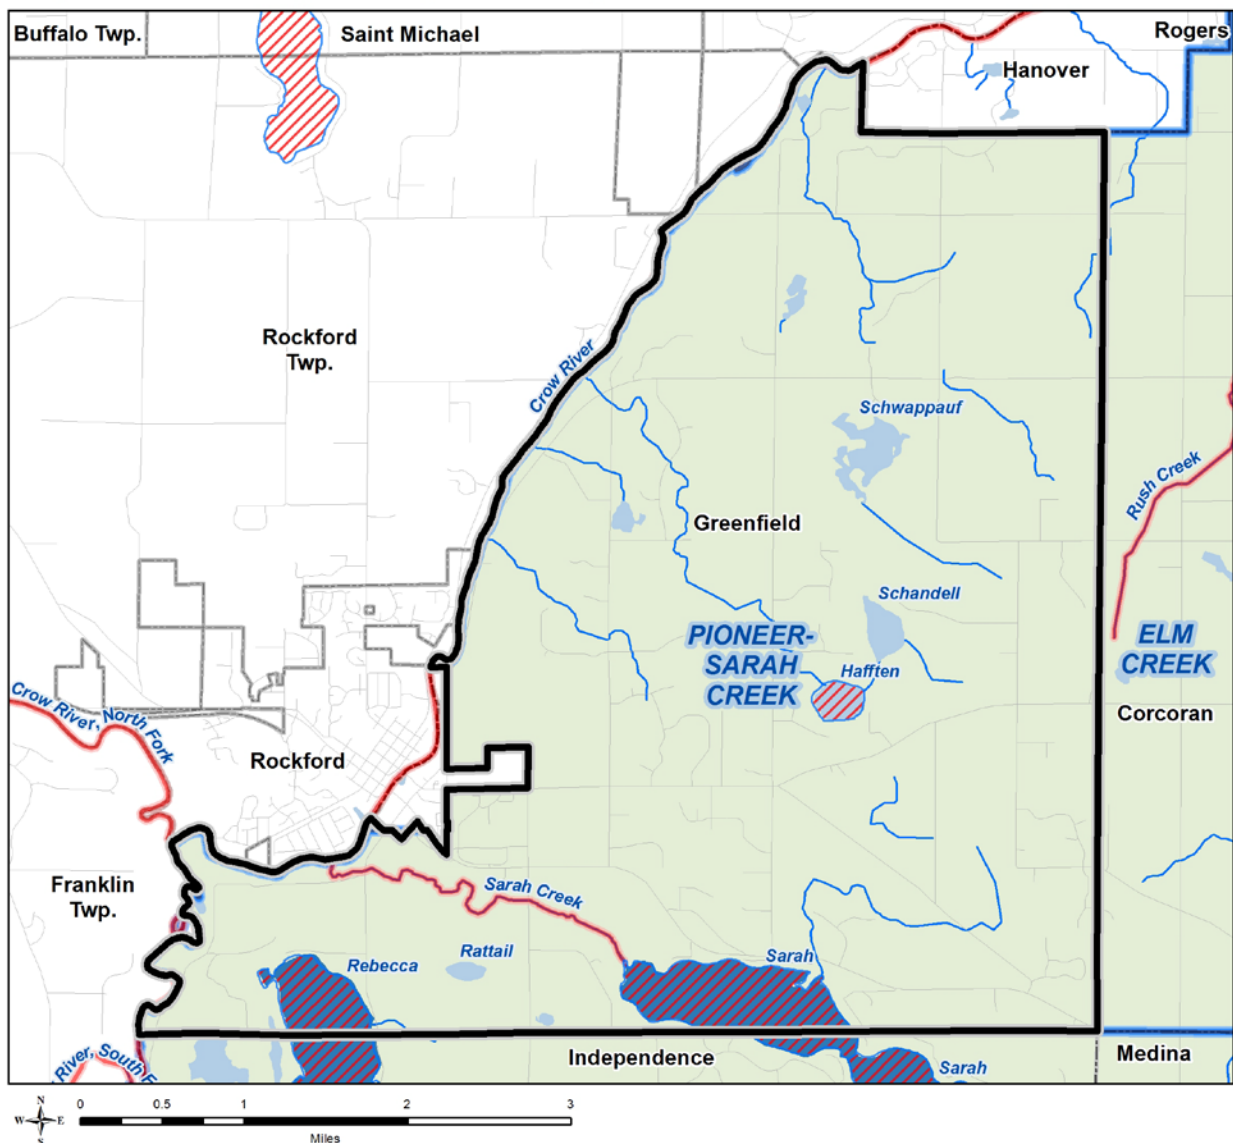 Buffalo Twp.
Saint Michael
Rogers
Hanover
Rockford
Twp.
Crow River
Schwappauf
Rush Creek
Greenfield
Schandell
PIONEER-
SARAH
CREEK
ELM
CREEK
Hafften
Crow River, North Fork
Corcoran
Rockford
Franklin
Twp.
Sarah Creek
Rebecca
Rattail
Sarah
Independence
Medina
River, South F
Sarah
N
W E
S
0 0.5 1 2 3
Miles